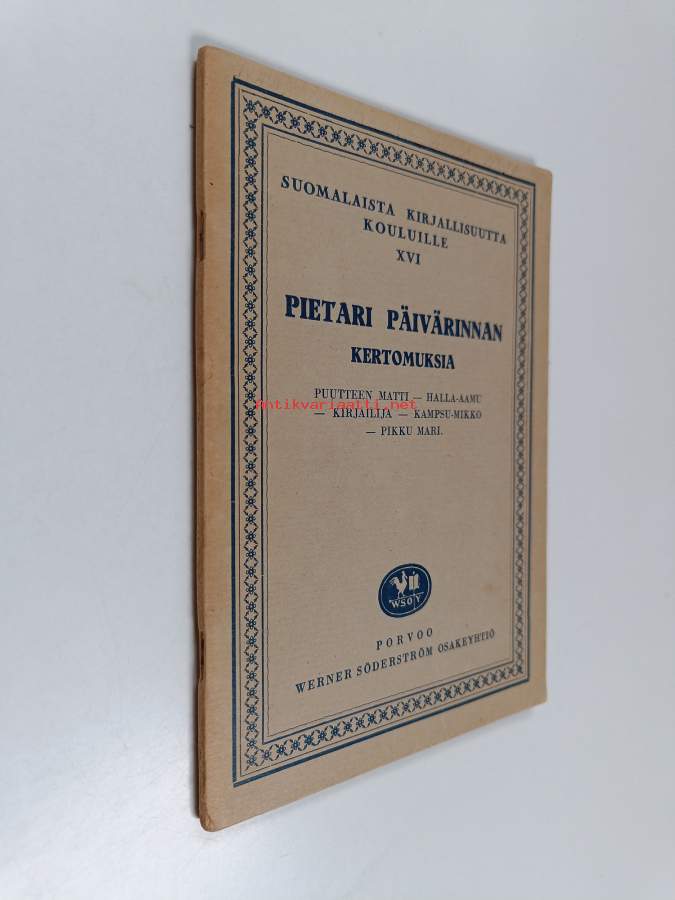 SUOMALAISTA KIRJALLISUUTTA
KOULUILLE
XVI
PIETARI PÄIVÄRINNAN
KERTOMUKSIA
PUUTTEEN MATTI — HALLA-AAMU
Antikvariaatti.net
— KIRJAILIJA — KAMPSU-MIKKO
— PIKKU MARI.
WSOY
PORVOO
WERNER SÖDERSTRÖM OSAKEYHTIÖ